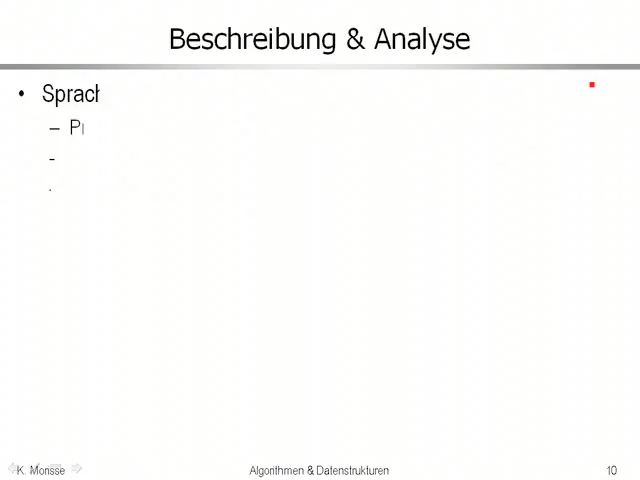 Beschreibung & Analyse
• Sprach
K. Morisse
Algorithmen & Datenstrukturen
10